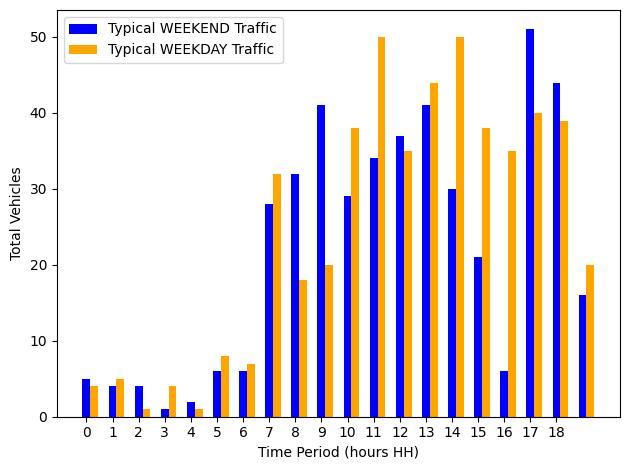 Typical WEEKEND Traffic
Typical WEEKDAY Traffic
50
40
30
20
10
0
Total Vehicles
0 1 2 3 4 5 6 7 8 9 10 11 12 13 14 15 16 17 18
Time Period (hours HH)